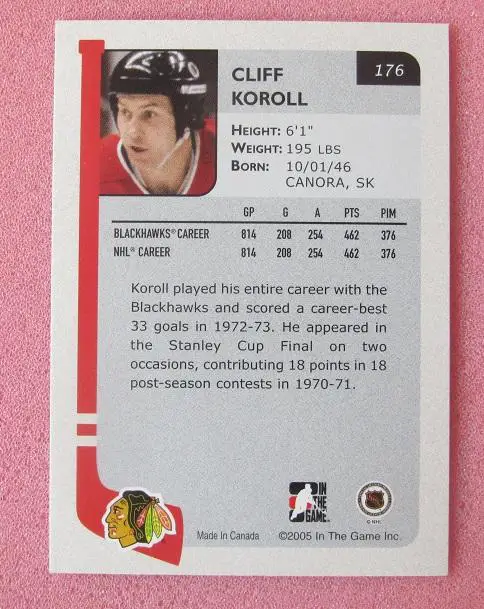 176
CLIFF
KOROLL
HEIGHT: 6'1"
WEIGHT: 195 LBS
BORN: 10/01/46
CANORA, SK
GP G A PTS PIM
BLACKHAWKS® CAREER 814 208 254 462 376
NHL® CAREER 814 208 254 462 376
Koroll played his entire career with the
Blackhawks and scored a career-best
33 goals in 1972-73. He appeared in
the Stanley Cup Final on two
occasions, contributing 18 points in 18
post-season contests in 1970-71.
IN
THE
GAME
NHL
© NHL
Made In Canada
©2005 In The Game Inc.